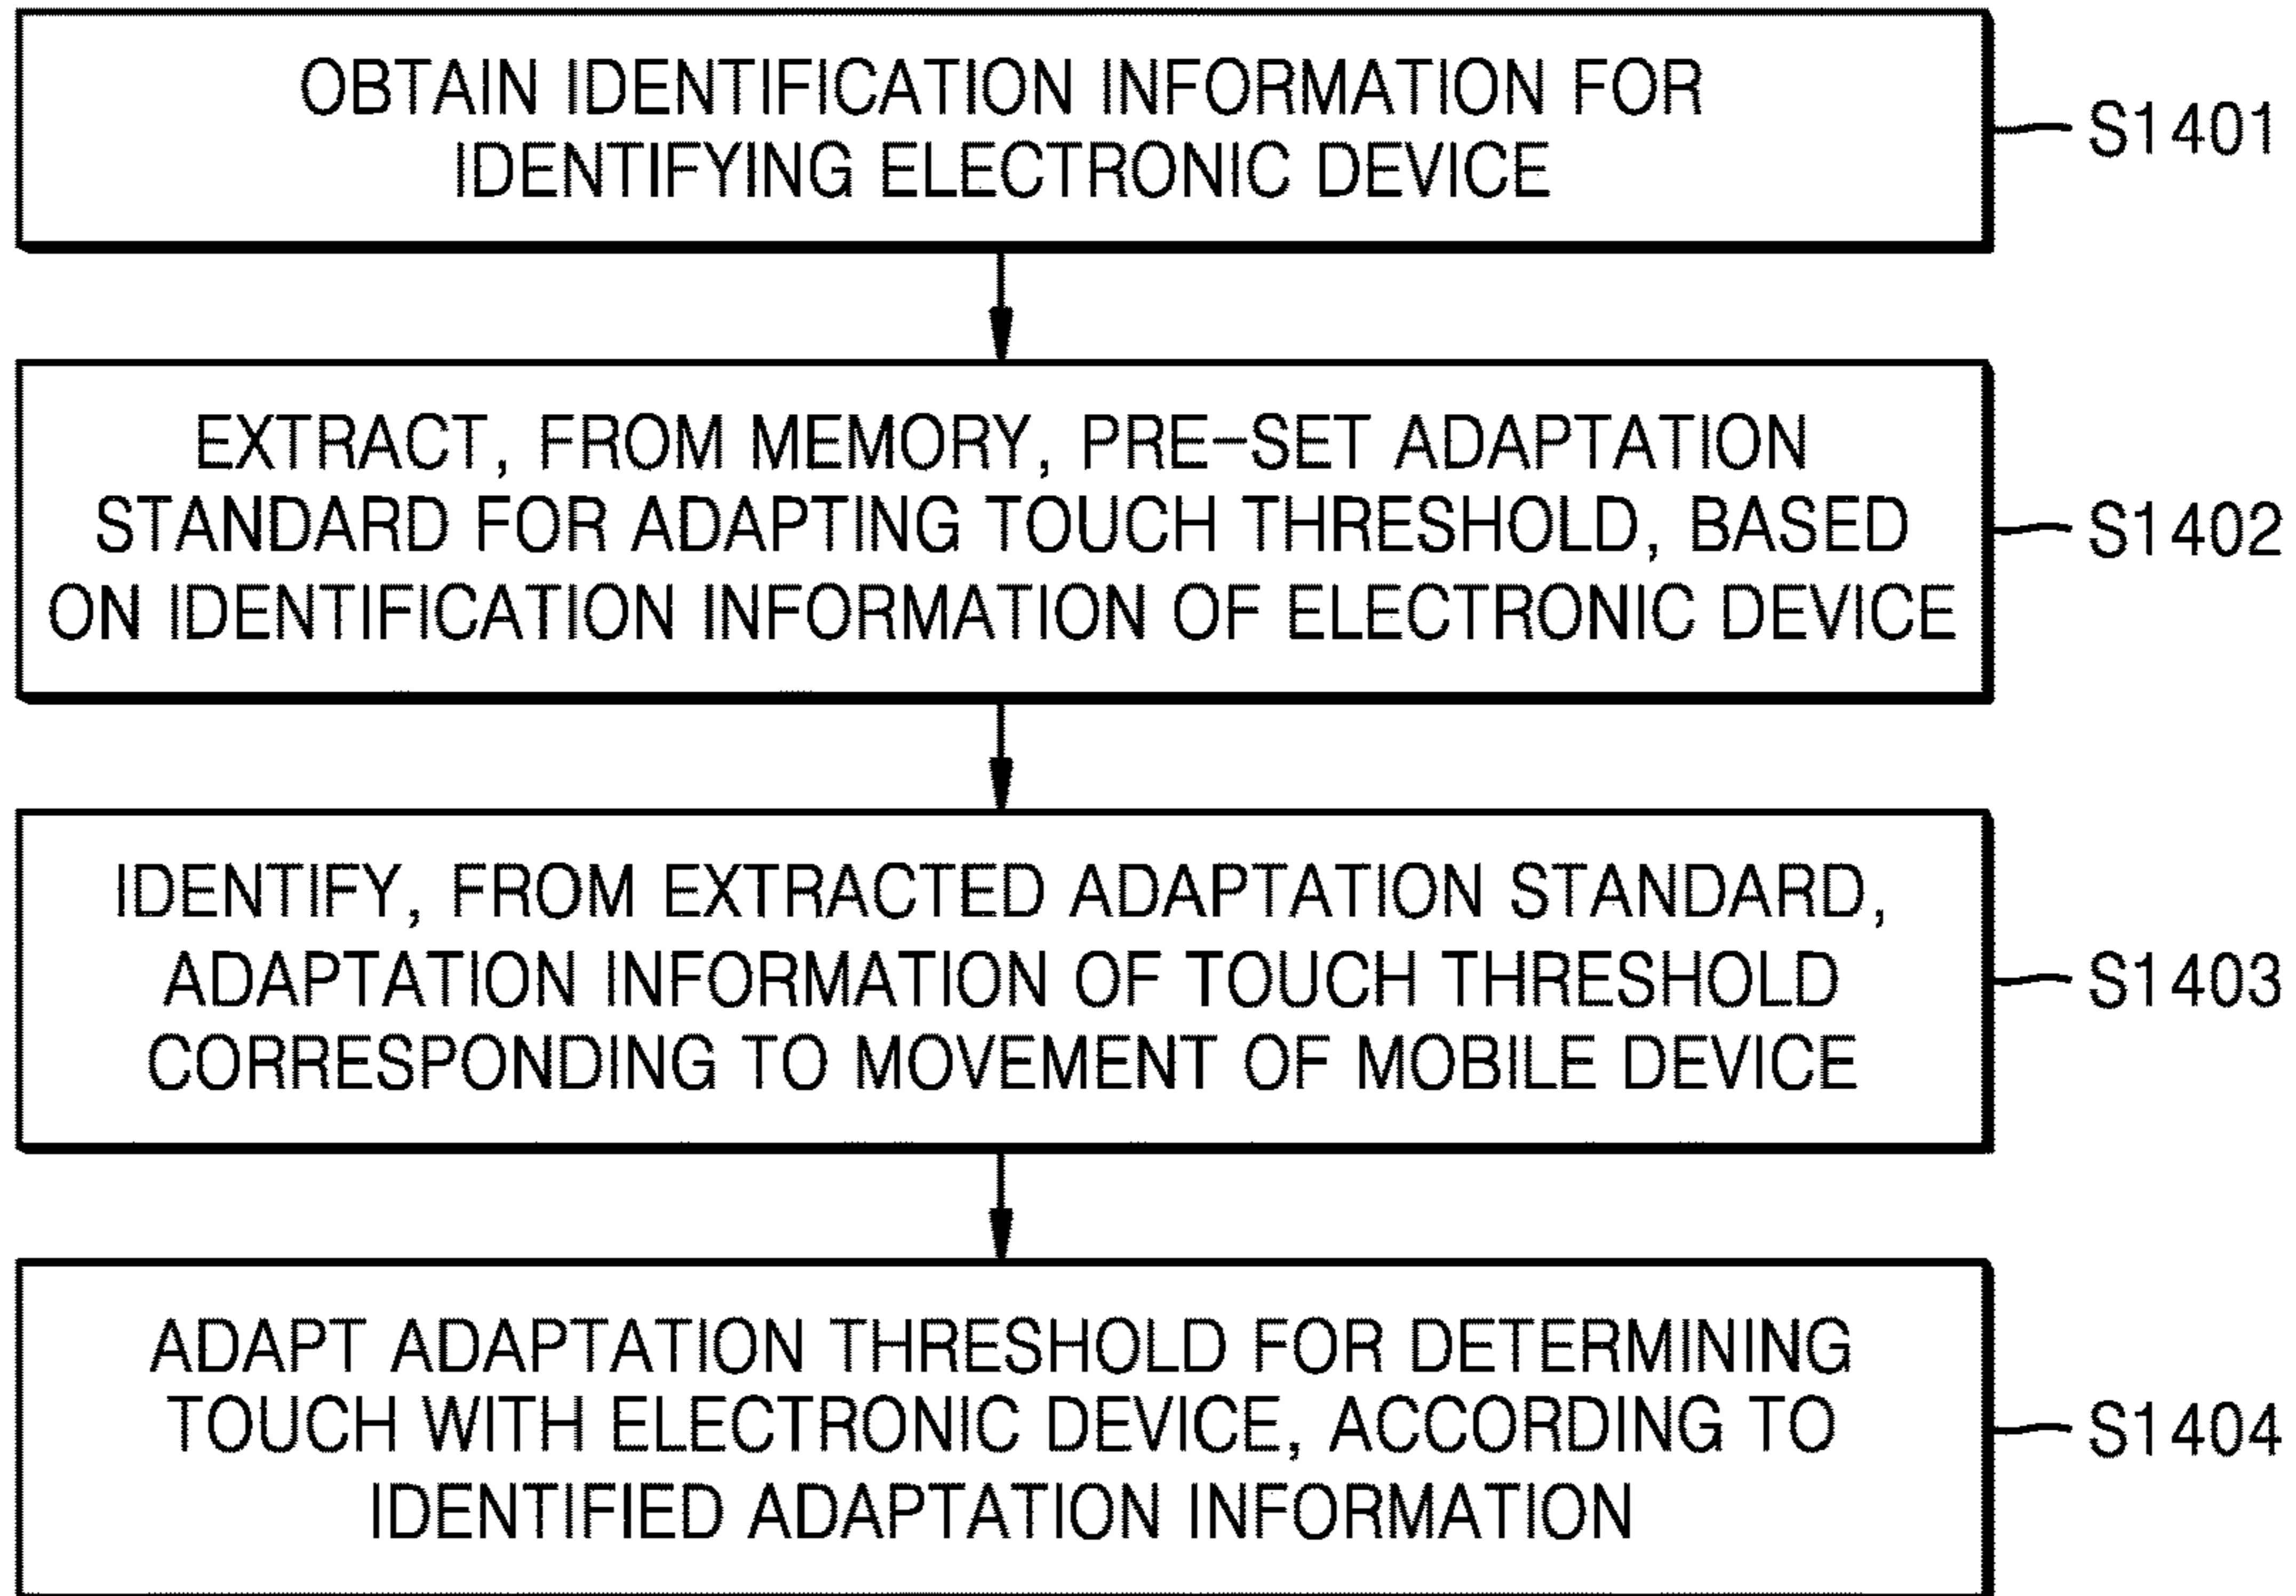 OBTAIN IDENTIFICATION INFORMATION FOR
IDENTIFYING ELECTRONIC DEVICE
S1401
EXTRACT, FROM MEMORY, PRE-SET ADAPTATION
STANDARD FOR ADAPTING TOUCH THRESHOLD, BASED
ON IDENTIFICATION INFORMATION OF ELECTRONIC DEVICE
S1402
IDENTIFY, FROM EXTRACTED ADAPTATION STANDARD,
ADAPTATION INFORMATION OF TOUCH THRESHOLD
CORRESPONDING TO MOVEMENT OF MOBILE DEVICE
S1403
ADAPT ADAPTATION THRESHOLD FOR DETERMINING
TOUCH WITH ELECTRONIC DEVICE, ACCORDING TO
IDENTIFIED ADAPTATION INFORMATION
S1404